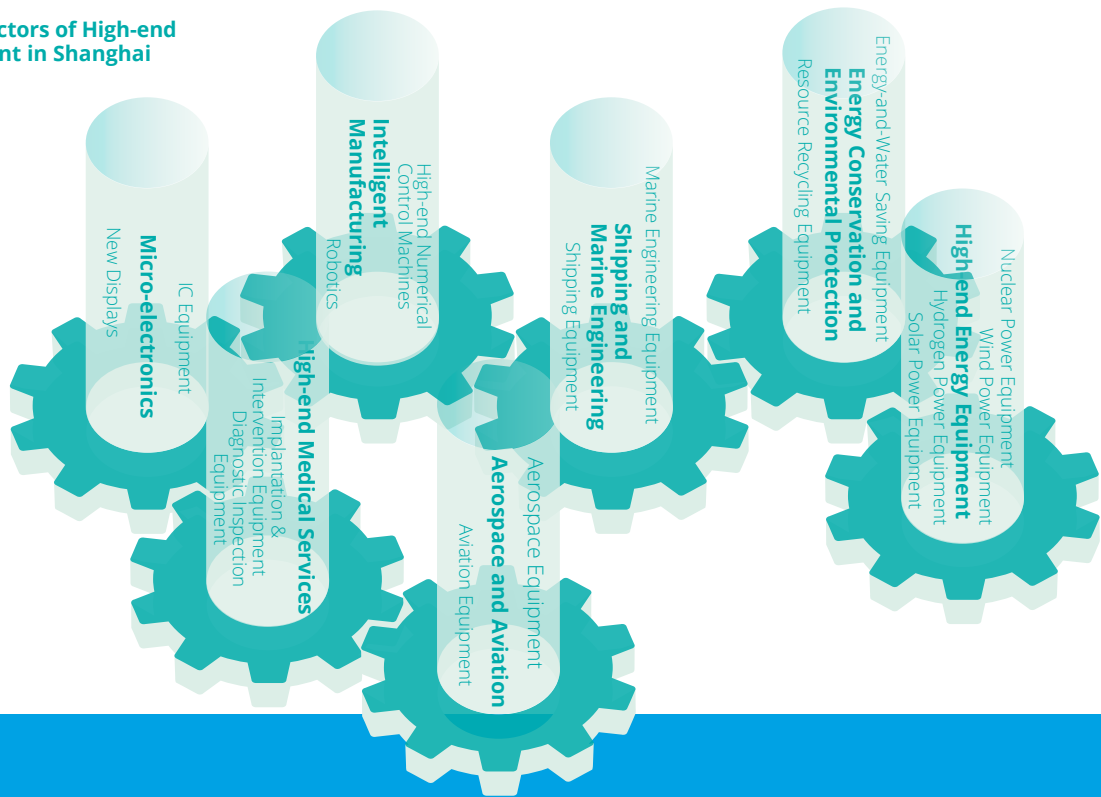 ctors of High-end
nt in Shanghai
Micro-electronics
IC Equipment
New Displays
High-end Medical Services
Implantation &
Intervention Equipment
Diagnostic Inspection
Equipment
Intelligent
Manufacturing
High-end Numerical
Control Machines
Robotics
Aerospace and Aviation
Aerospace Equipment
Aviation Equipment
Shipping and
Marine Engineering
Marine Engineering Equipment
Shipping Equipment
Energy Conservation and
Environmental Protection
Energy-and-Water Saving Equipment
Resource Recycling Equipment
High-end Energy Equipment
Nuclear Power Equipment
Wind Power Equipment
Hydrogen Power Equipment
Solar Power Equipment